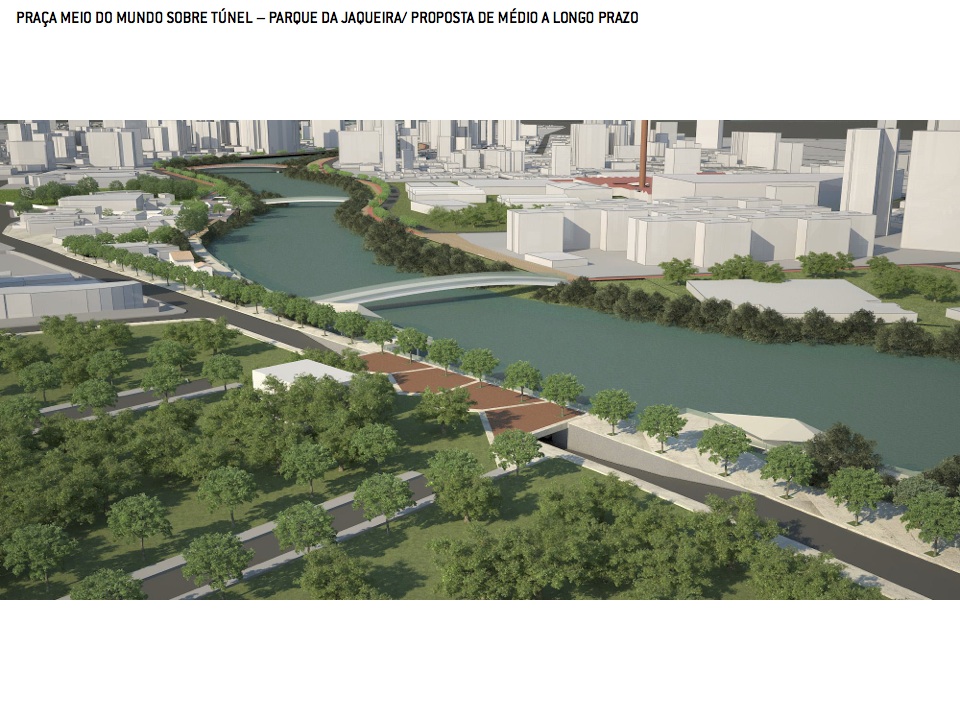 PRAÇA MEIO DO MUNDO SOBRE TÚNEL – PARQUE DA JAQUEIRA/ PROPOSTA DE MÉDIO A LONGO PRAZO